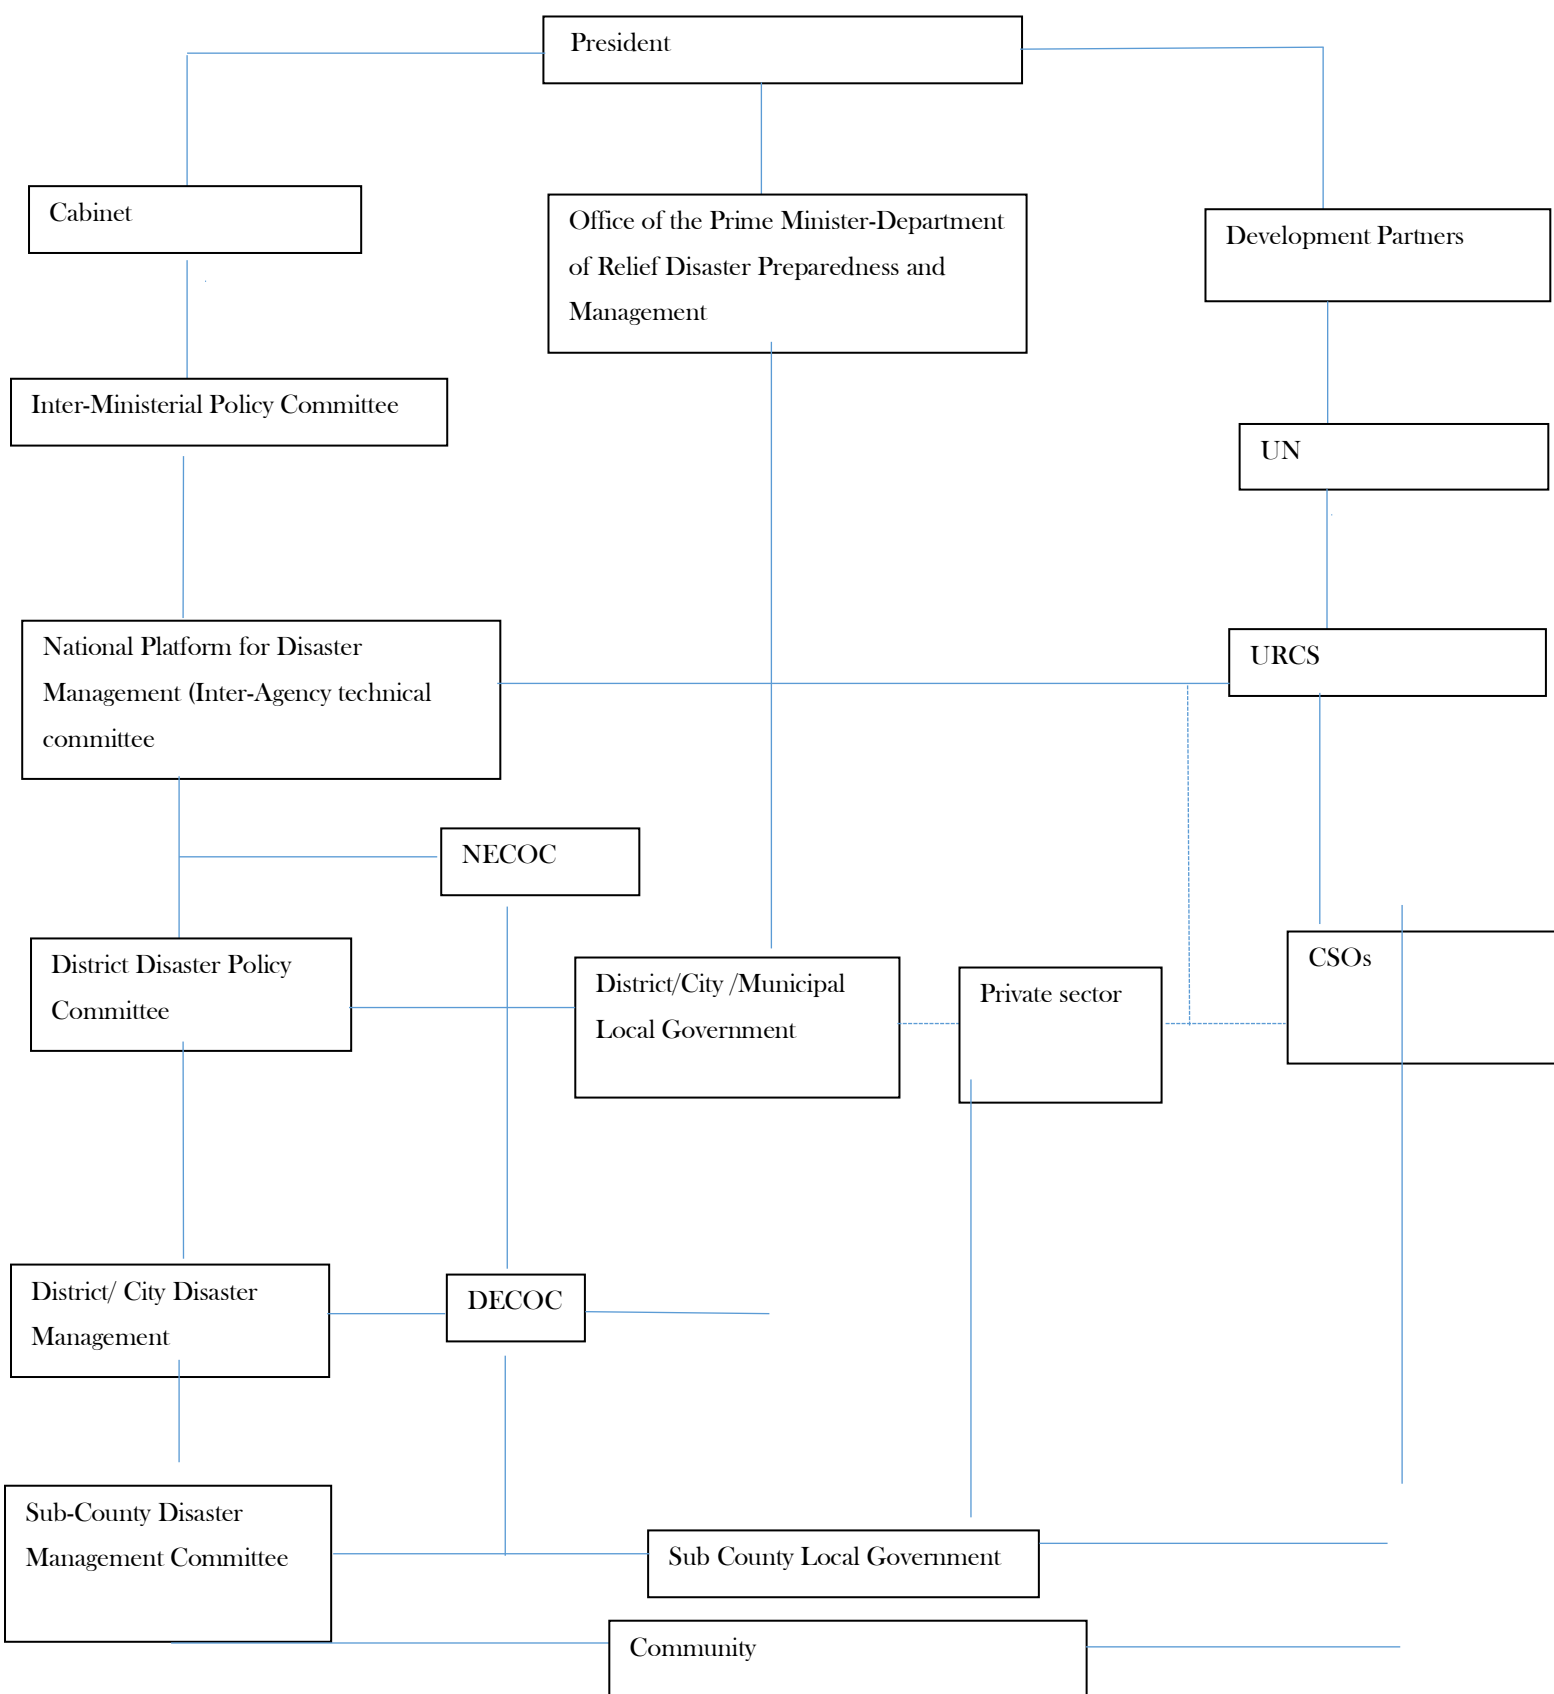 President
Cabinet
Office of the Prime Minister-Department
of Relief Disaster Preparedness and
Management
Development Partners
Inter-Ministerial Policy Committee
UN
National Platform for Disaster
Management (Inter-Agency technical
committee
URCS
NECOC
District Disaster Policy
Committee
District/City /Municipal
Local Government
Private sector
CSOs
District/ City Disaster
Management
DECOC
Sub-County Disaster
Management Committee
Sub County Local Government
Community